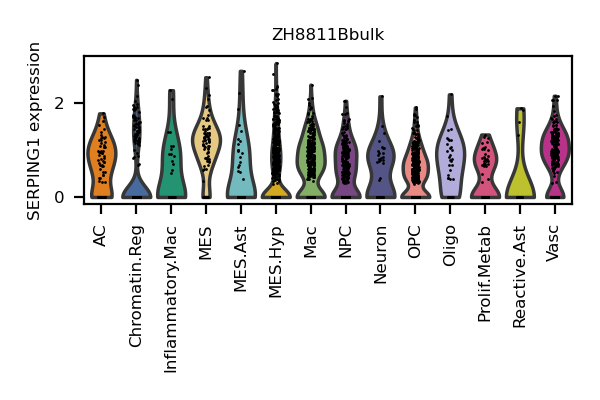 ZH8811Bbulk
SERPING1 expression
2
0
AC
Chromatin.Reg
Inflammatory.Mac
MES
MES.Ast
MES.Hyp
Mac
NPC
Neuron
OPC
Oligo
Prolif.Metab
Reactive.Ast
Vasc